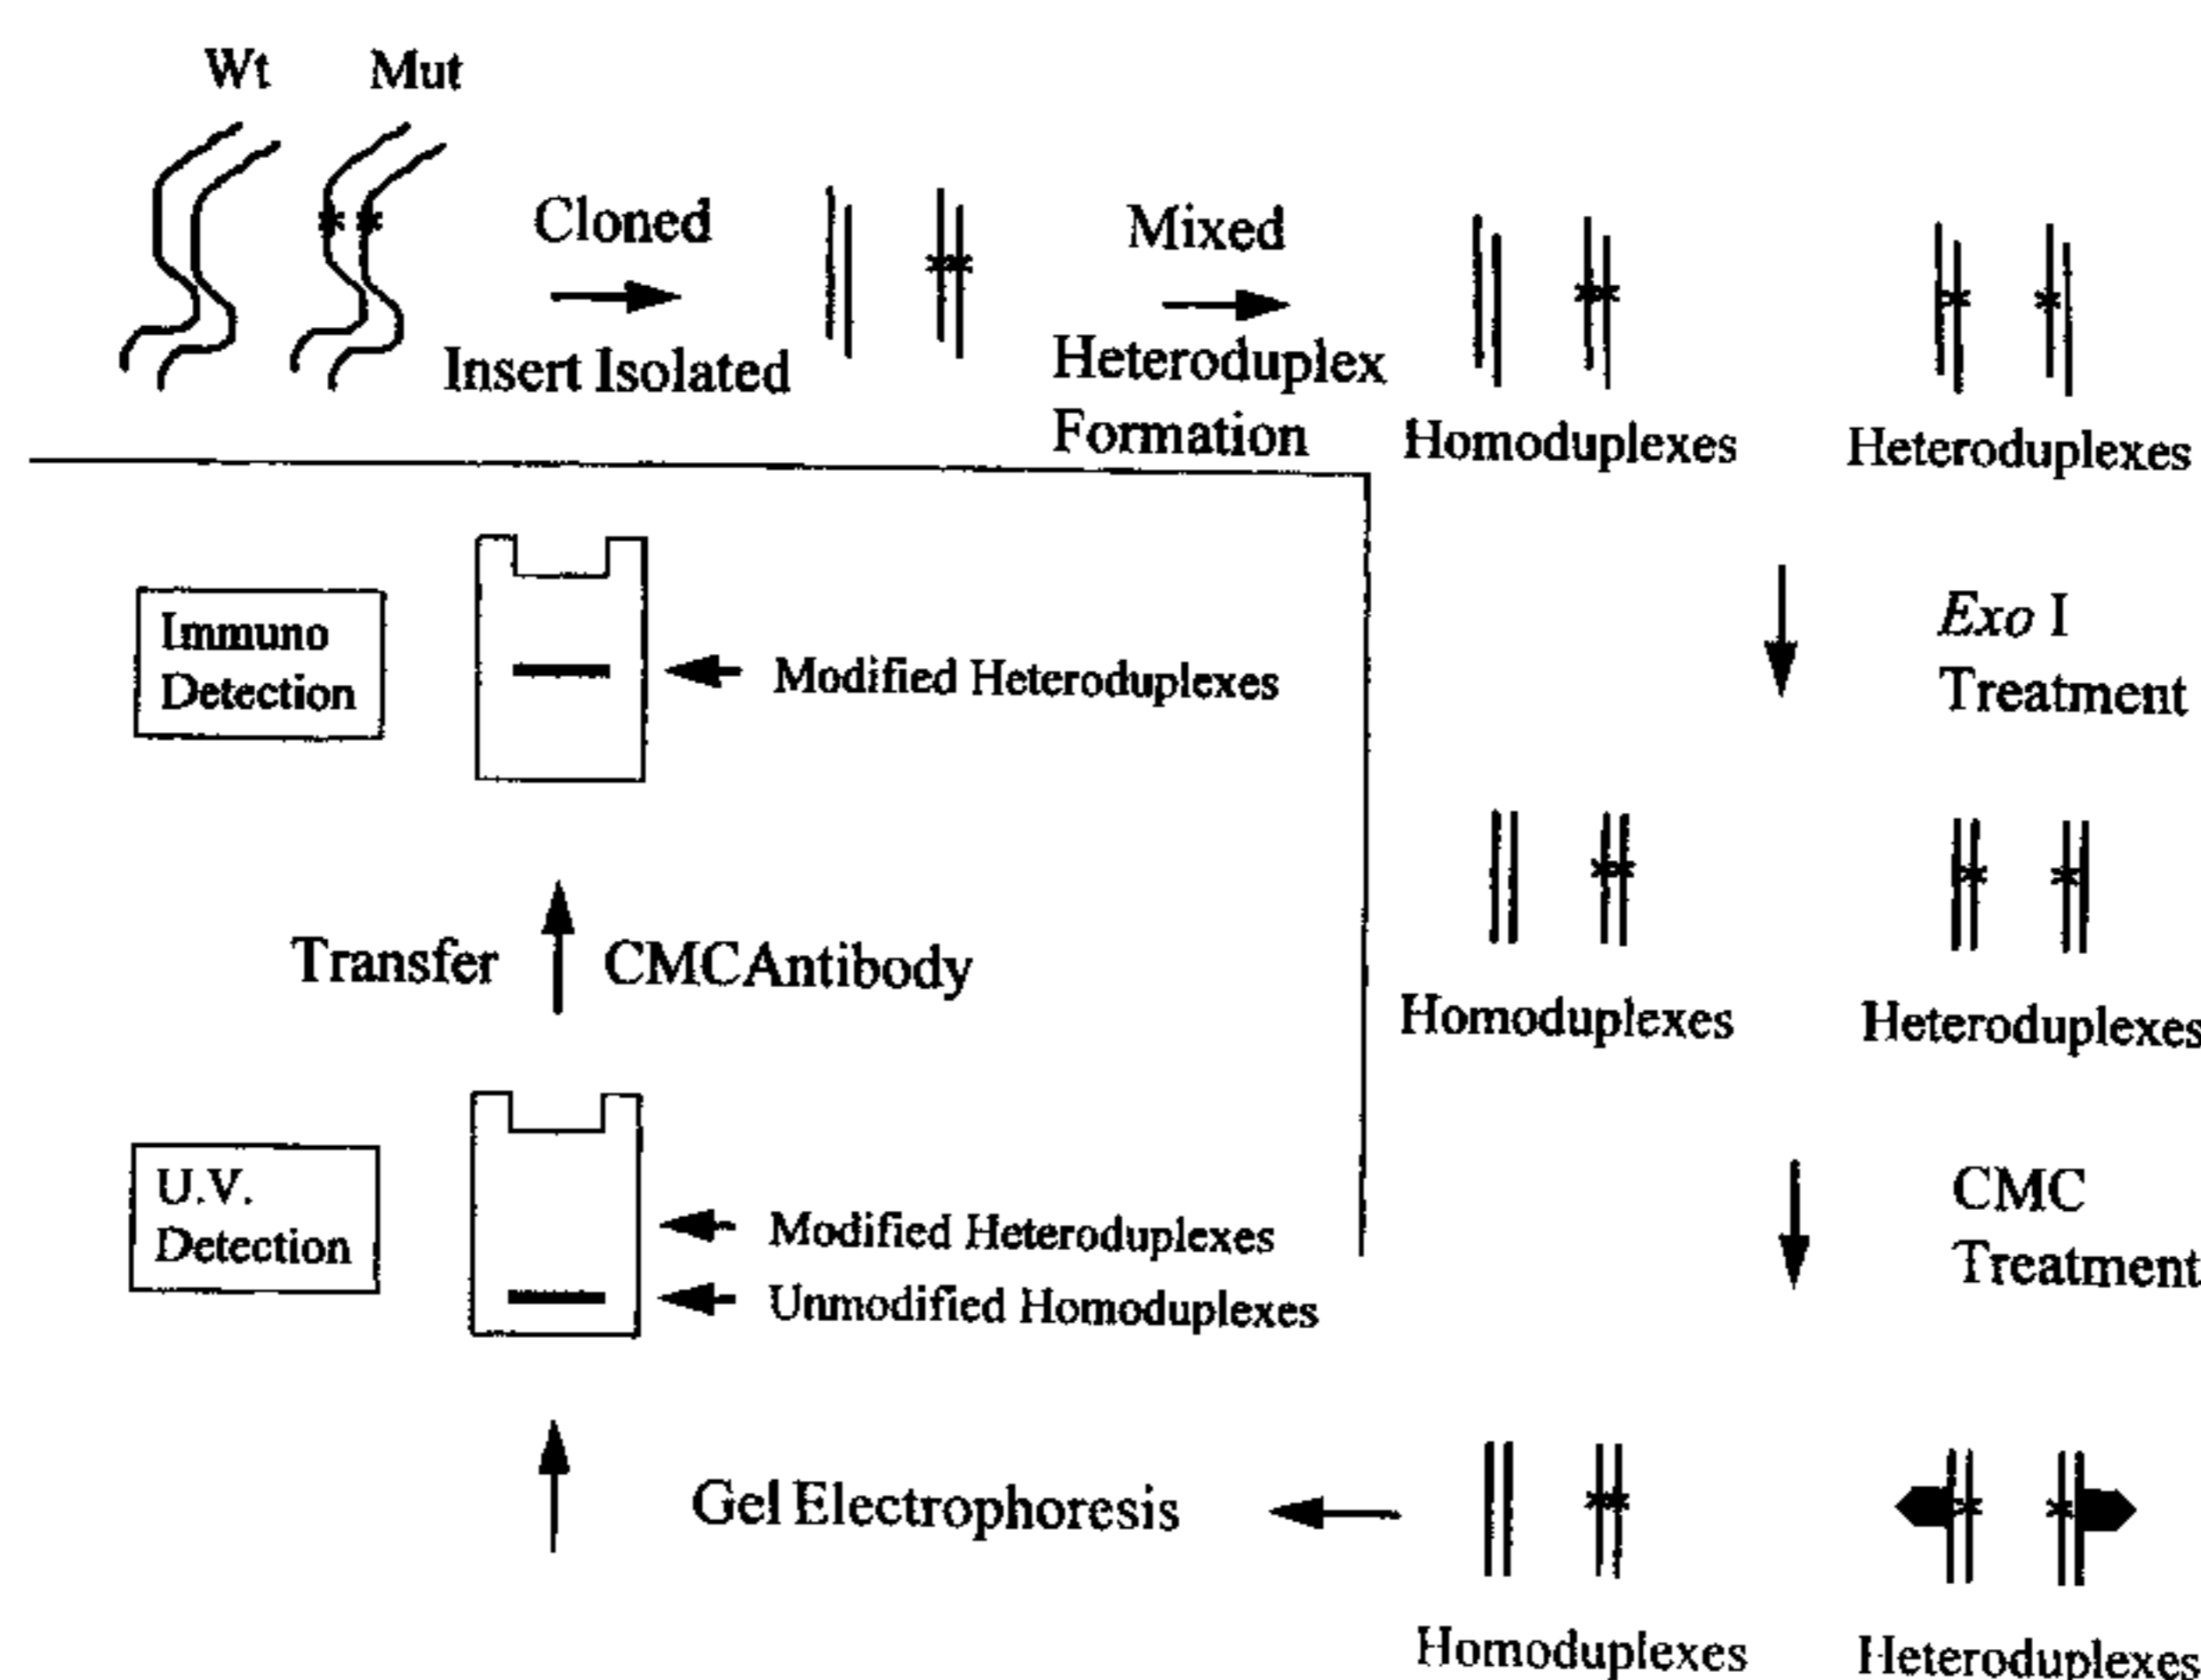 Wt Mut
Cloned
Insert Isolated
Mixed
Heteroduplex
Formation
Homoduplexes
Heteroduplexes
Exo I
Treatment
Homoduplexes
Heteroduplexes
CMC
Treatment
Homoduplexes
Heteroduplexes
Gel Electrophoresis
U.V.
Detection
Modified Heteroduplexes
Unmodified Homoduplexes
Transfer
CMCAntibody
Immuno
Detection
Modified Heteroduplexes